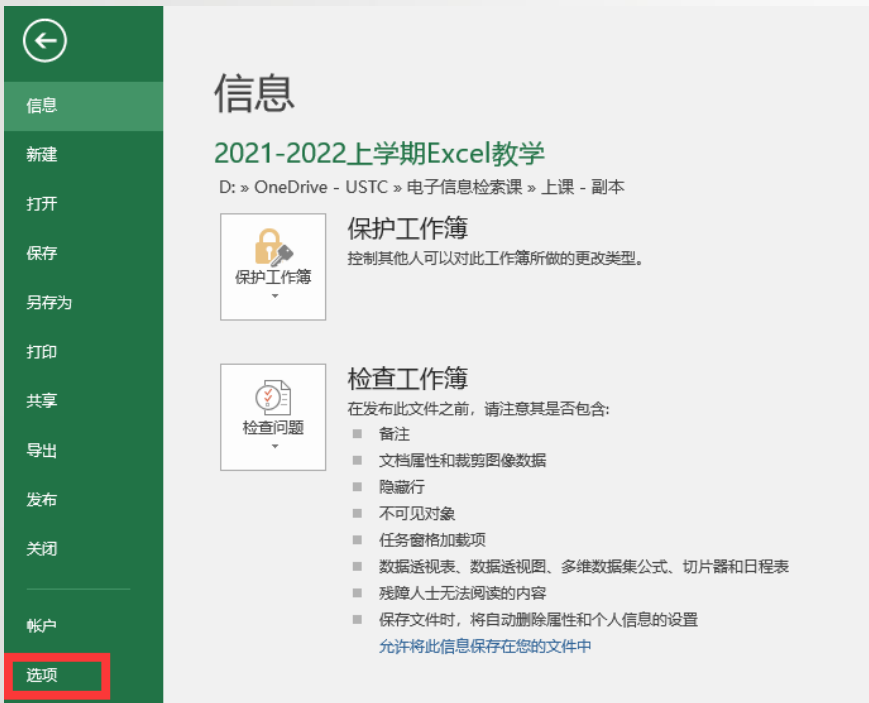 信息
新建
打开
保存
另存为
打印
共享
导出
发布
关闭
帐户
选项
信息
2021-2022上学期Excel教学
D: » OneDrive - USTC » 电子信息检索课 » 上课 - 副本
保护工作簿
保护工作簿
控制其他人可以对此工作簿所做的更改类型。
检查问题
检查工作簿
在发布此文件之前，请注意其是否包含:
备注
文档属性和裁剪图像数据
隐藏行
不可见对象
任务窗格加载项
数据透视表、数据透视图、多维数据集公式、切片器和日程表
残障人士无法阅读的内容
保存文件时，将自动删除属性和个人信息的设置
允许将此信息保存在您的文件中